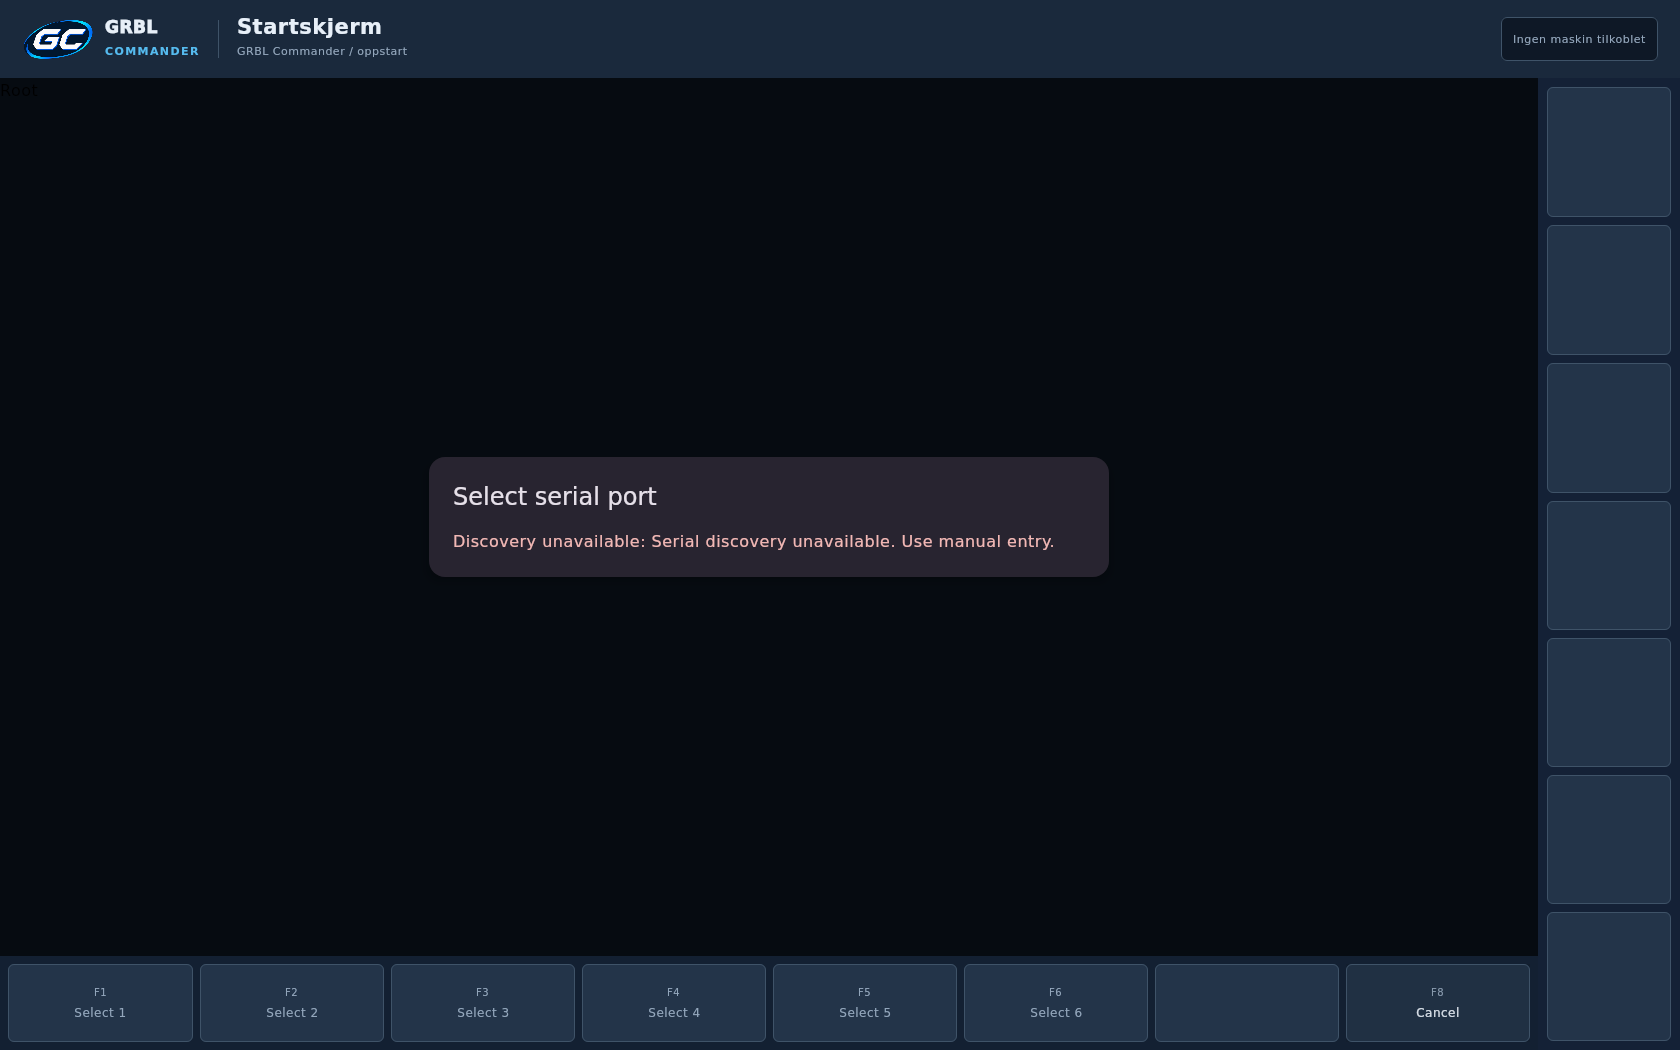 GC
GRBL
COMMANDER
Startskjerm
GRBL Commander / oppstart
Ingen maskin tilkoblet
Root
Select serial port
Discovery unavailable: Serial discovery unavailable. Use manual entry.
F1
Select 1
F2
Select 2
F3
Select 3
F4
Select 4
F5
Select 5
F6
Select 6
F8
Cancel